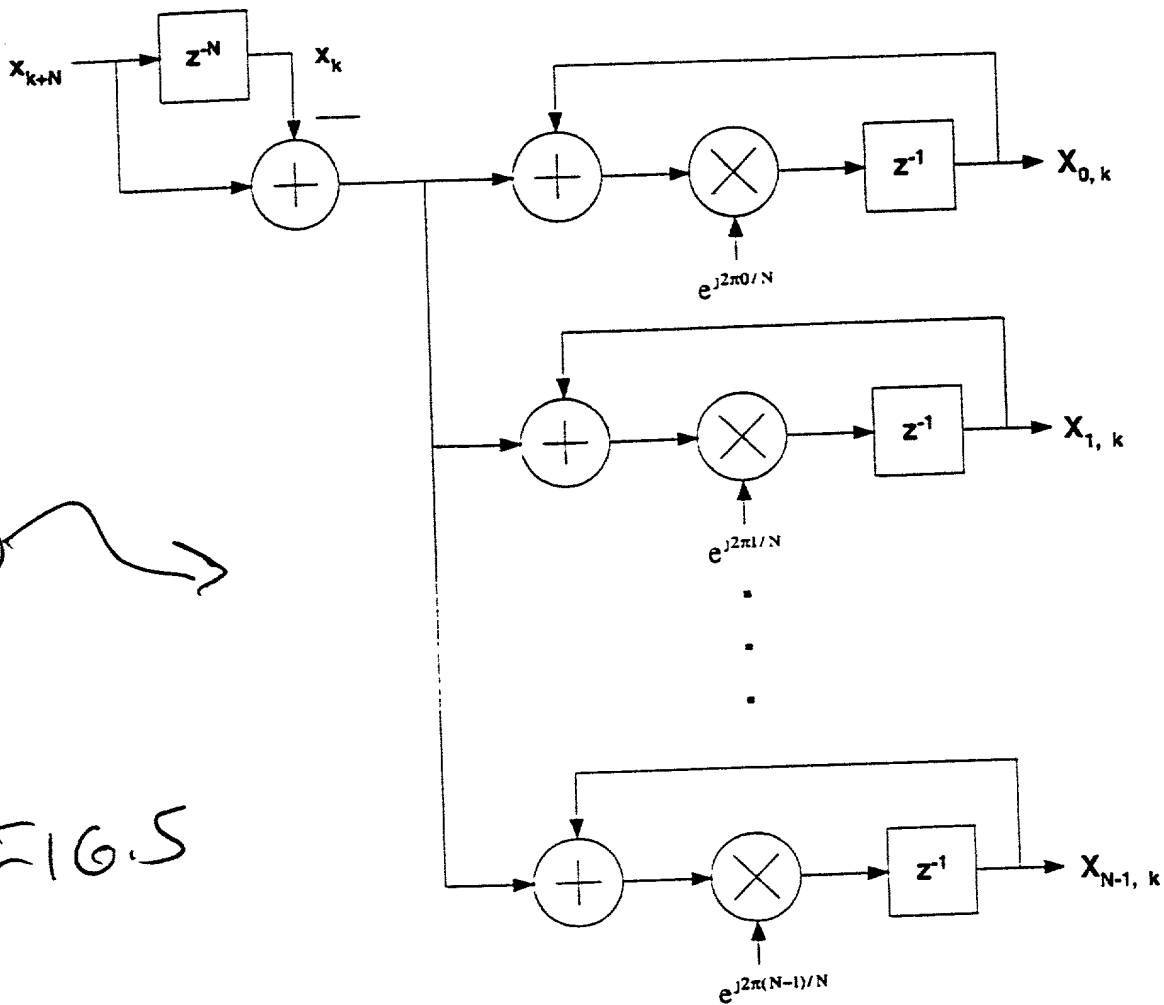 x_{k+N}
z^{-N}
x_k
—
+
+
×
z^{-1}
X_{0, k}
e^{j2π0/N}
+
×
z^{-1}
X_{1, k}
e^{j2π1/N}
.
.
.
+
×
z^{-1}
X_{N-1, k}
e^{j2π(N-1)/N}
FIG.5